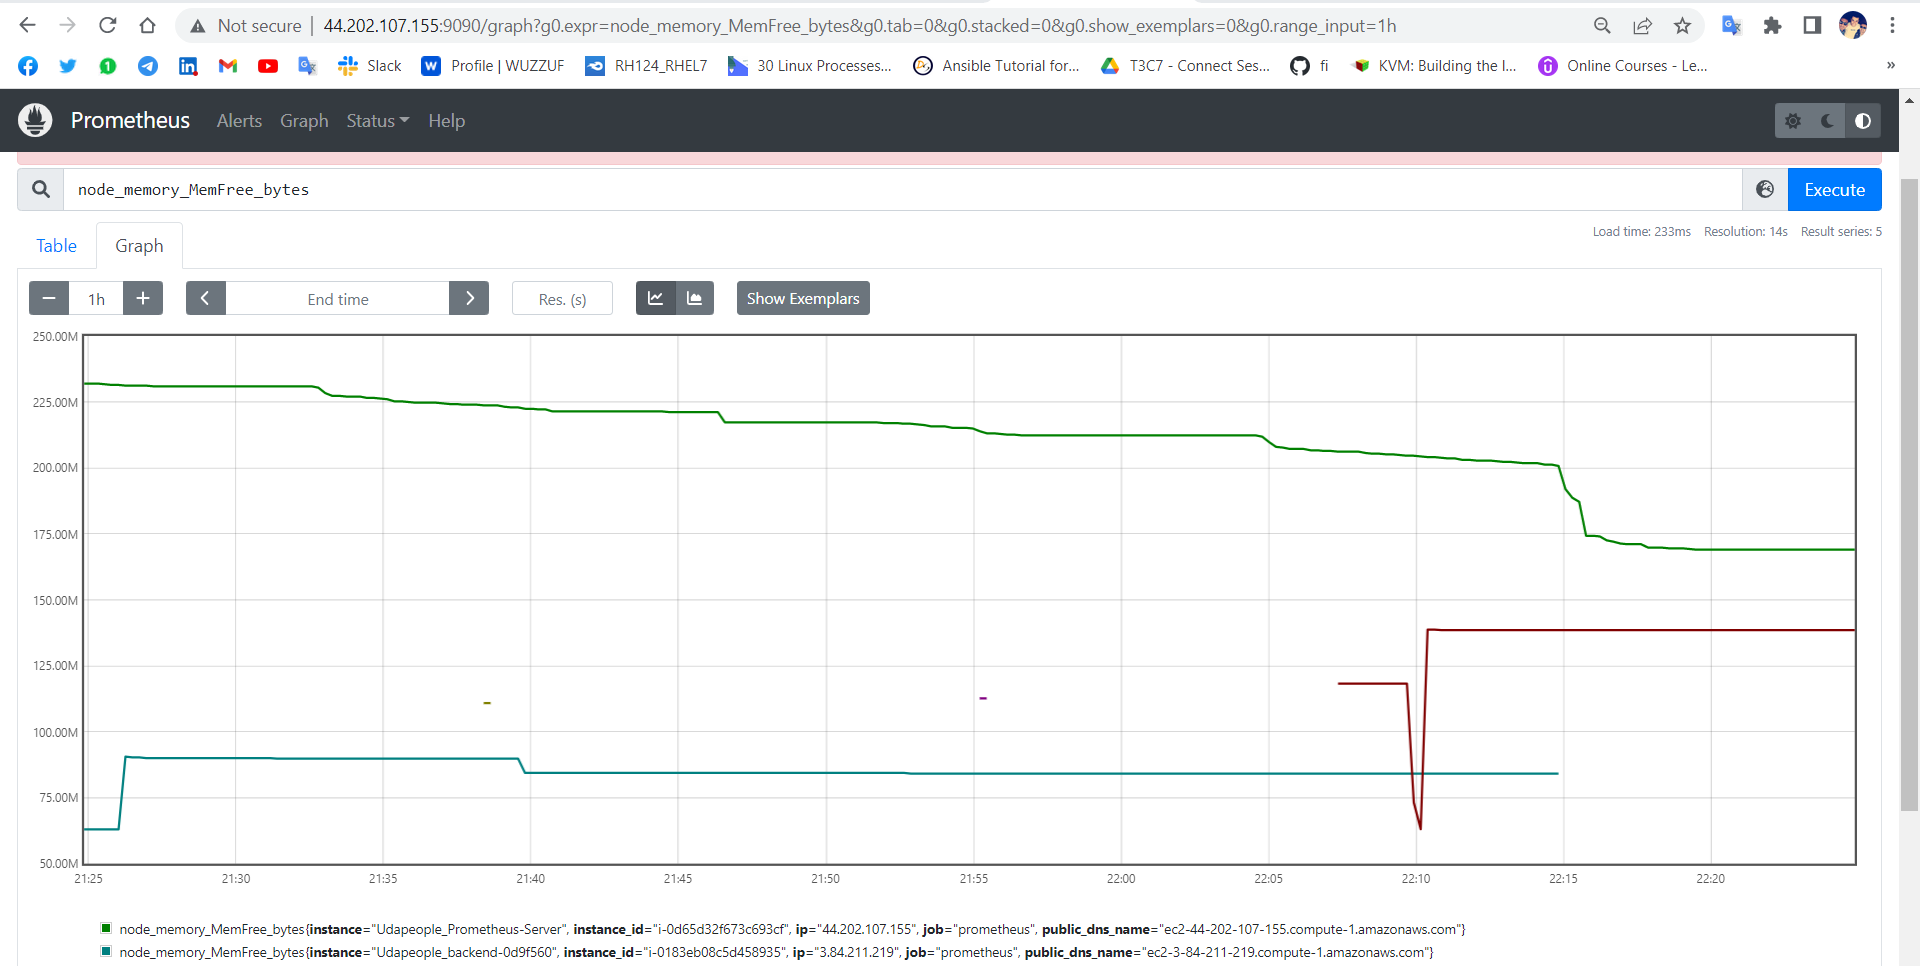 Not secure | 44.202.107.155:9090/graph?g0.expr=node_memory_MemFree_bytes&g0.tab=0&g0.stacked=0&g0.show_exemplars=0&g0.range_input=1h
1 Slack W Profile | WUZZUF RH124_RHEL7 30 Linux Processes... Ansible Tutorial for... T3C7 - Connect Ses... fi KVM: Building the I... Online Courses - Le... »
Prometheus Alerts Graph Status Help
node_memory_MemFree_bytes Execute
Table Graph Load time: 233ms Resolution: 14s Result series: 5
1h End time Res. (s) Show Exemplars
250.00M
225.00M
200.00M
175.00M
150.00M
125.00M
100.00M
75.00M
50.00M
21:25 21:30 21:35 21:40 21:45 21:50 21:55 22:00 22:05 22:10 22:15 22:20
node_memory_MemFree_bytes{instance="Udapeople_Prometheus-Server", instance_id="i-0d65d32f673c693cf", ip="44.202.107.155", job="prometheus", public_dns_name="ec2-44-202-107-155.compute-1.amazonaws.com"}
node_memory_MemFree_bytes{instance="Udapeople_backend-0d9f560", instance_id="i-0183eb08c5d458935", ip="3.84.211.219", job="prometheus", public_dns_name="ec2-3-84-211-219.compute-1.amazonaws.com"}